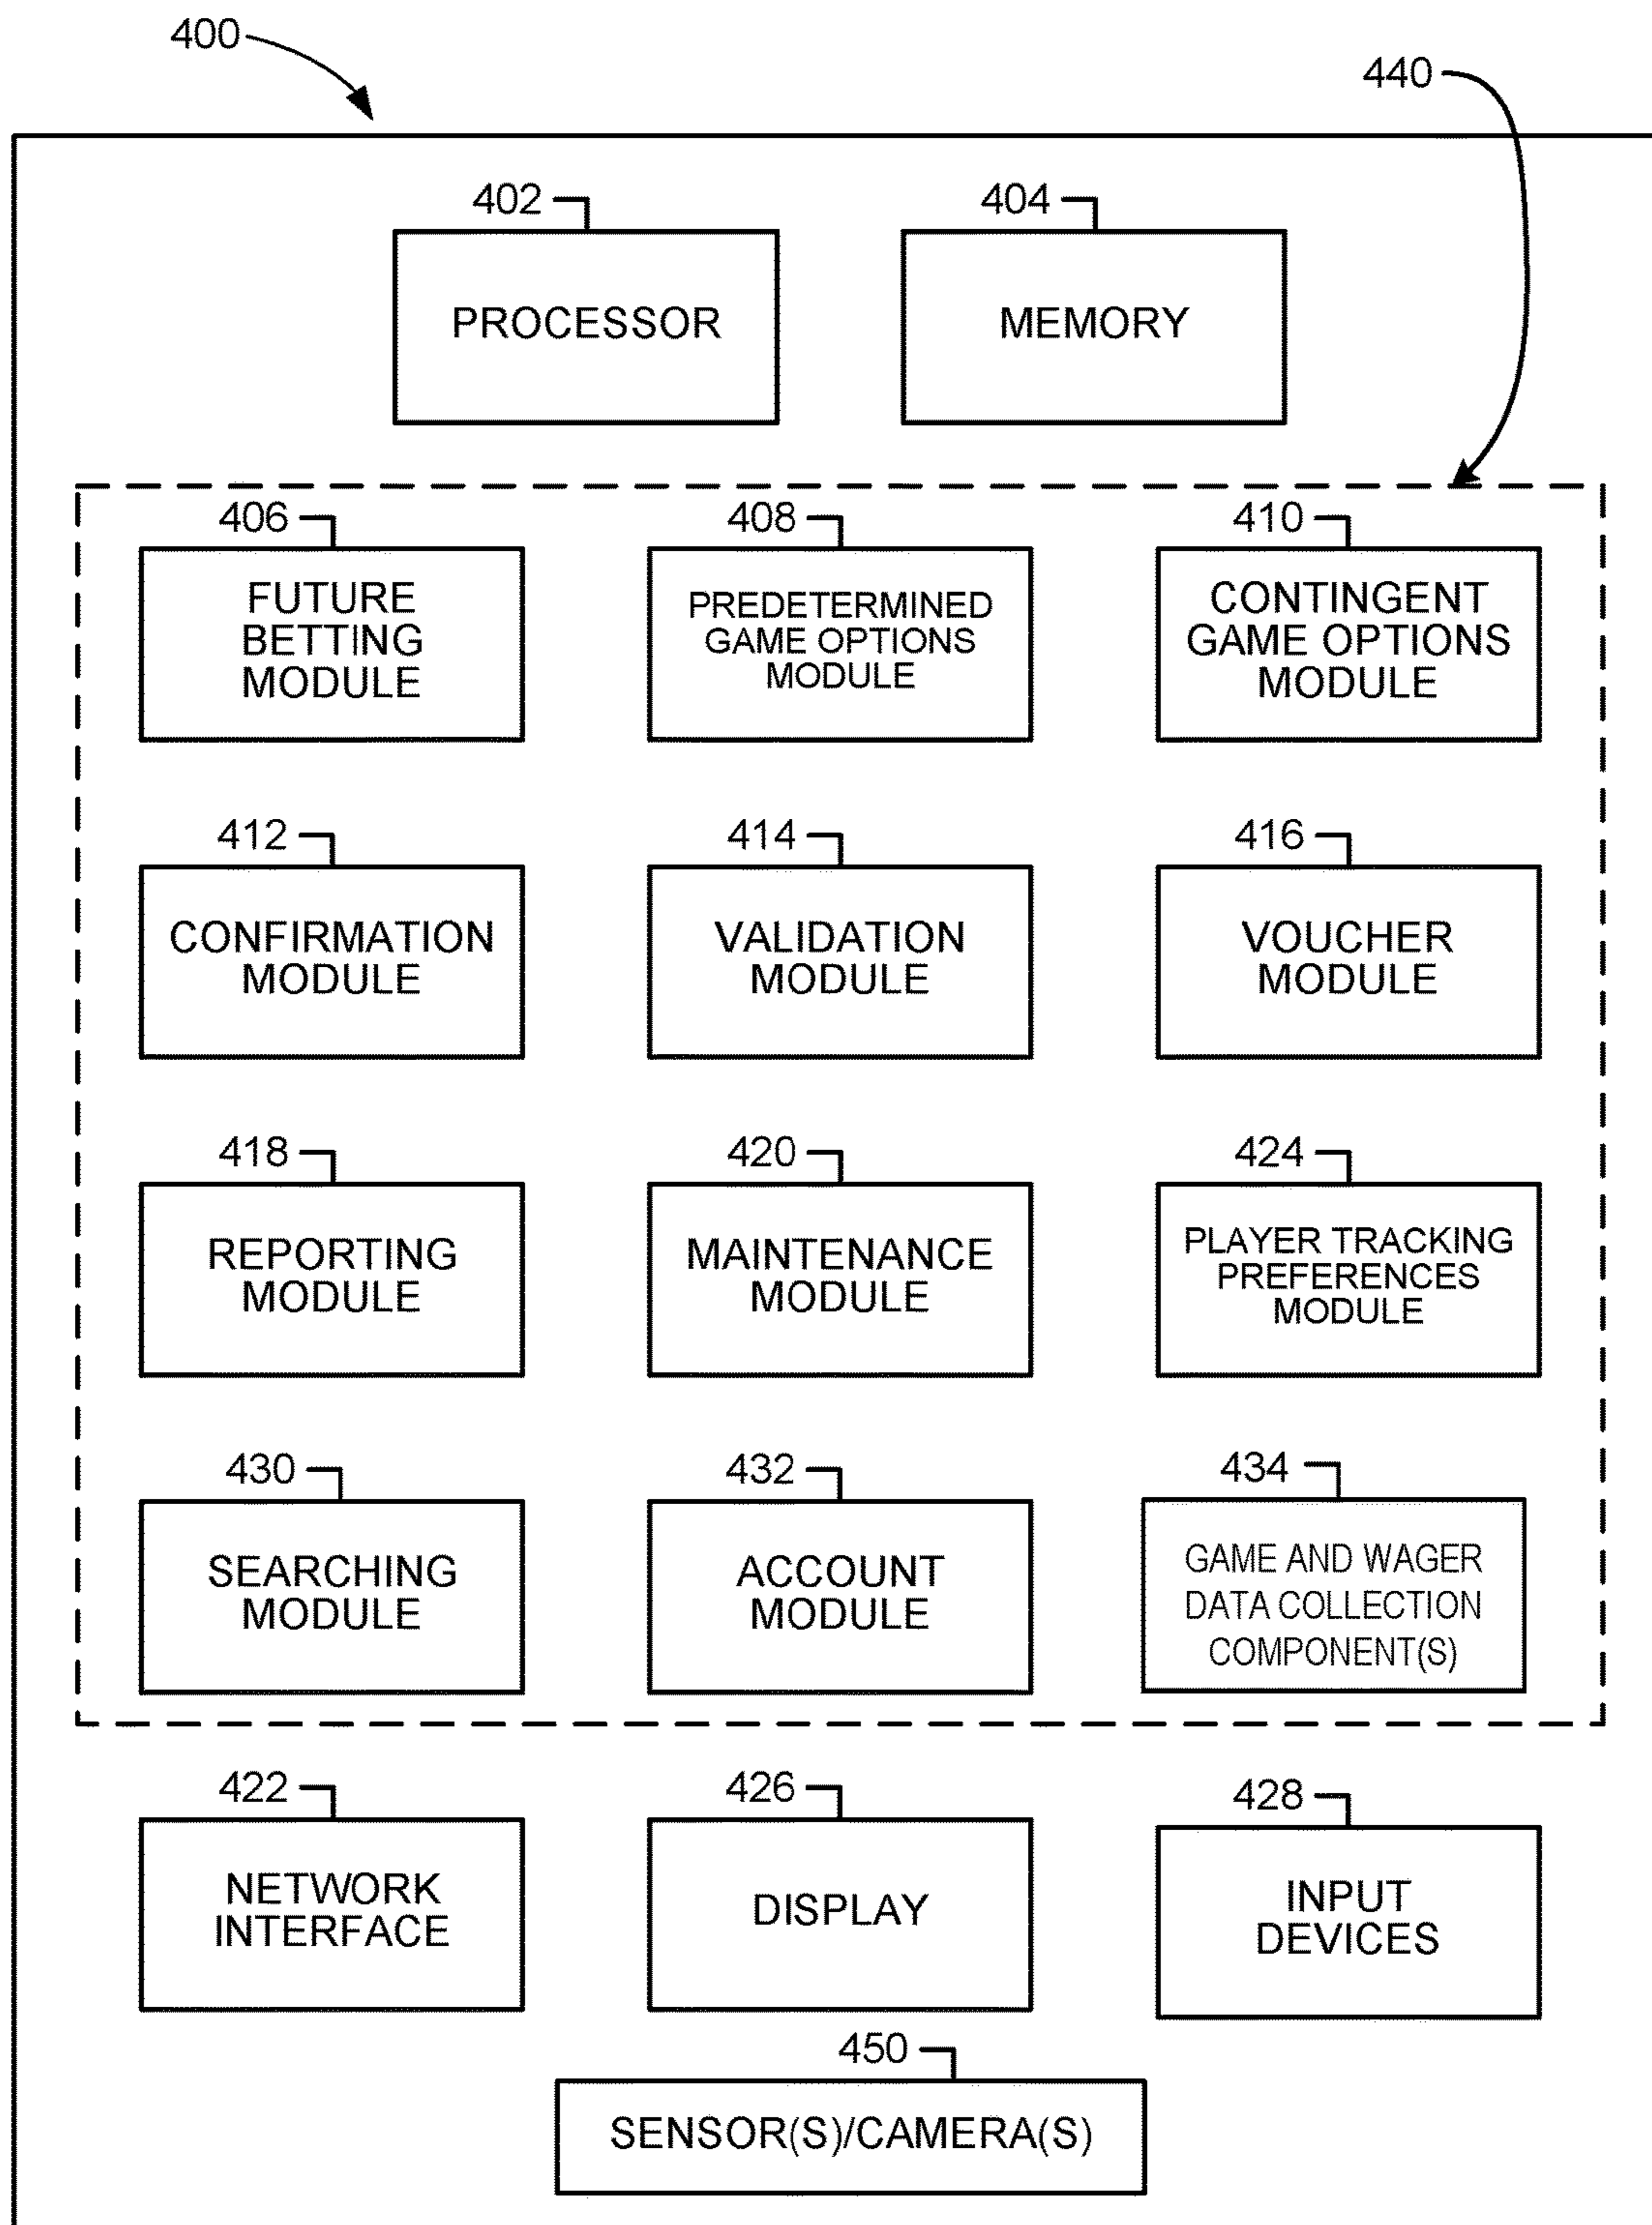 400
440
402
404
PROCESSOR
MEMORY
406
408
410
FUTURE
BETTING
MODULE
PREDETERMINED
GAME OPTIONS
MODULE
CONTINGENT
GAME OPTIONS
MODULE
412
414
416
CONFIRMATION
MODULE
VALIDATION
MODULE
VOUCHER
MODULE
418
420
424
REPORTING
MODULE
MAINTENANCE
MODULE
PLAYER TRACKING
PREFERENCES
MODULE
430
432
434
SEARCHING
MODULE
ACCOUNT
MODULE
GAME AND WAGER
DATA COLLECTION
COMPONENT(S)
422
426
428
NETWORK
INTERFACE
DISPLAY
INPUT
DEVICES
450
SENSOR(S)/CAMERA(S)